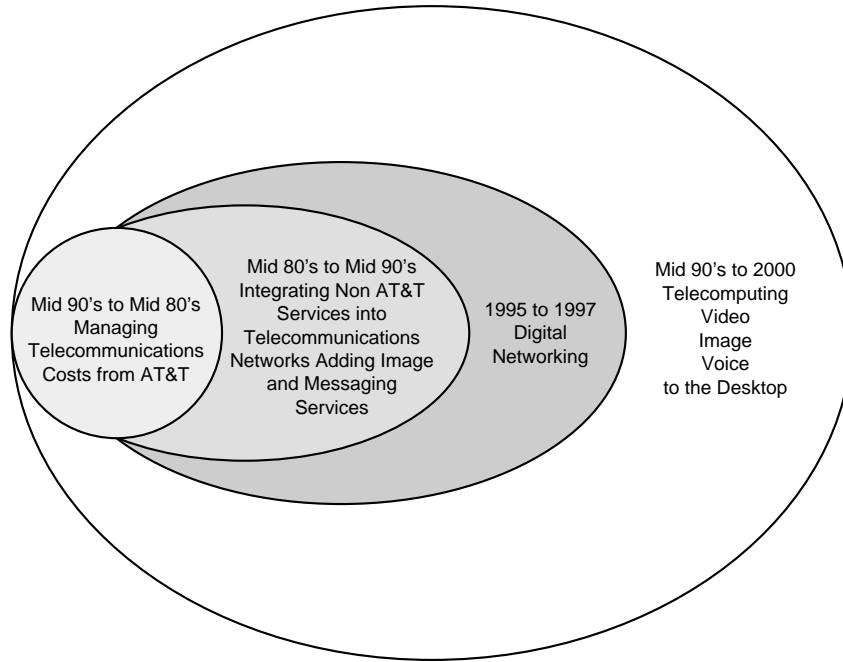 Mid 90's to Mid 80's
Managing
Telecommunications
Costs from AT&T
Mid 80's to Mid 90's
Integrating Non AT&T
Services into
Telecommunications
Networks Adding Image
and Messaging
Services
1995 to 1997
Digital
Networking
Mid 90's to 2000
Telecomputing
Video
Image
Voice
to the Desktop